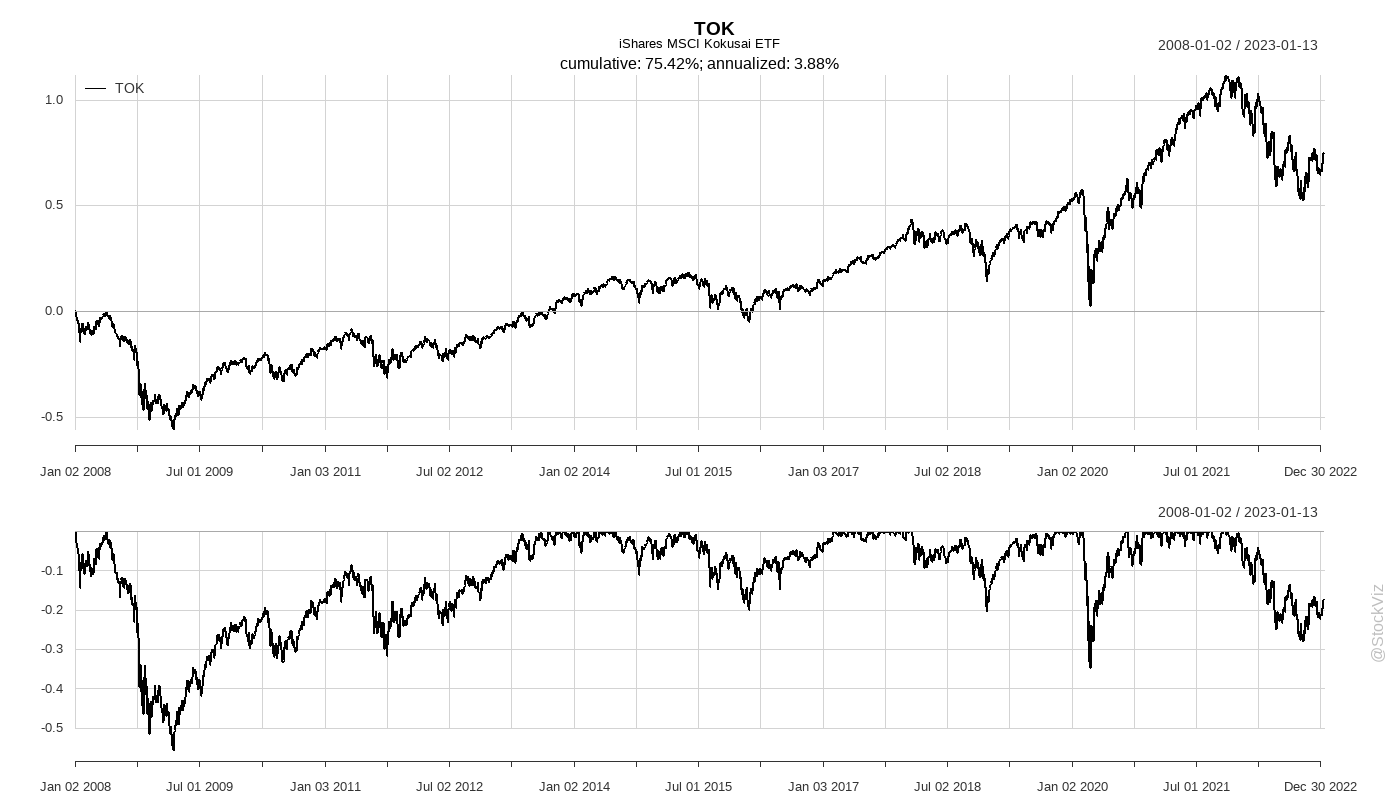 TOK
iShares MSCI Kokusai ETF
2008-01-02 / 2023-01-13
cumulative: 75.42%; annualized: 3.88%
TOK
1.0
0.5
0.0
-0.5
Jan 02 2008 Jul 01 2009 Jan 03 2011 Jul 02 2012 Jan 02 2014 Jul 01 2015 Jan 03 2017 Jul 02 2018 Jan 02 2020 Jul 01 2021 Dec 30 2022
2008-01-02 / 2023-01-13
-0.1
-0.2
-0.3
-0.4
-0.5
Jan 02 2008 Jul 01 2009 Jan 03 2011 Jul 02 2012 Jan 02 2014 Jul 01 2015 Jan 03 2017 Jul 02 2018 Jan 02 2020 Jul 01 2021 Dec 30 2022
@StockViz